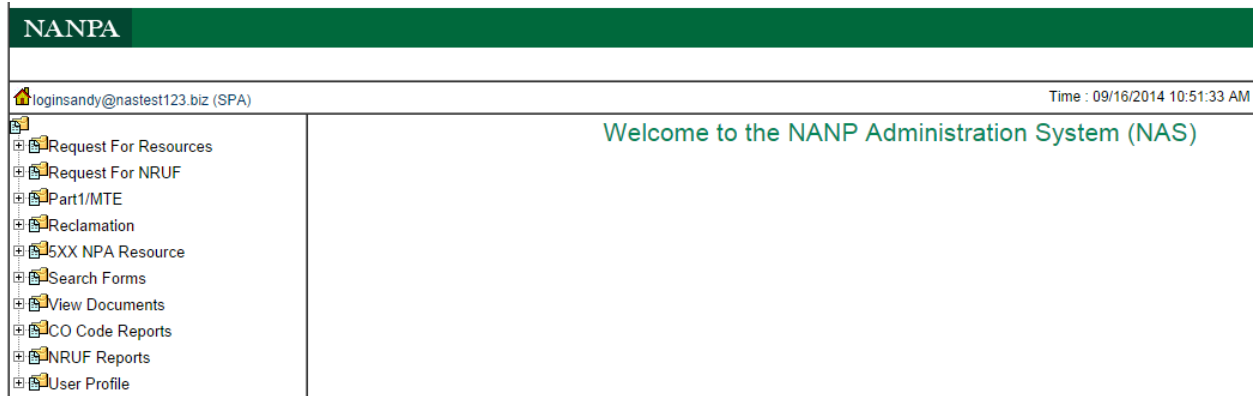 NANPA
loginsandy@nastest123.biz (SPA)
Time : 09/16/2014 10:51:33 AM
Welcome to the NANP Administration System (NAS)
Request For Resources
Request For NRUF
Part1/MTE
Reclamation
5XX NPA Resource
Search Forms
View Documents
CO Code Reports
NRUF Reports
User Profile